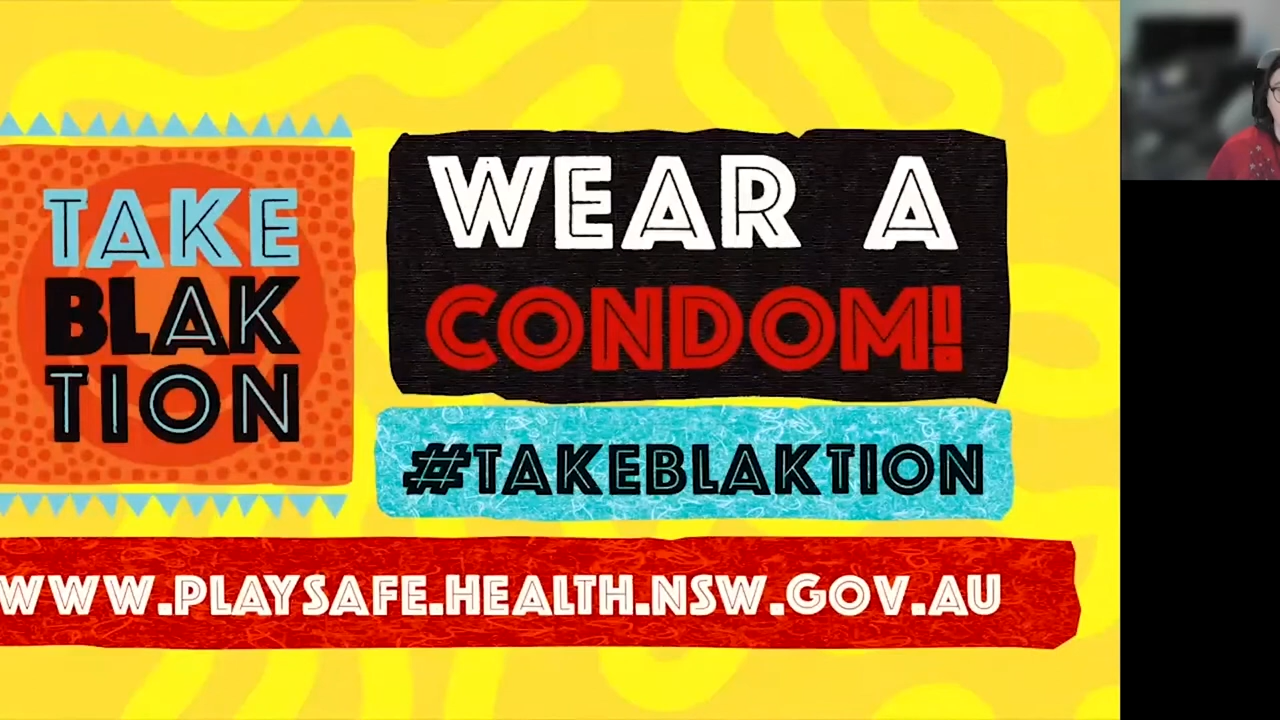 TAKE
BLAK
TION
WEAR A
CONDOM!
#TAKEBLAKTION
WWW.PLAYSAFE.HEALTH.NSW.GOV.AU